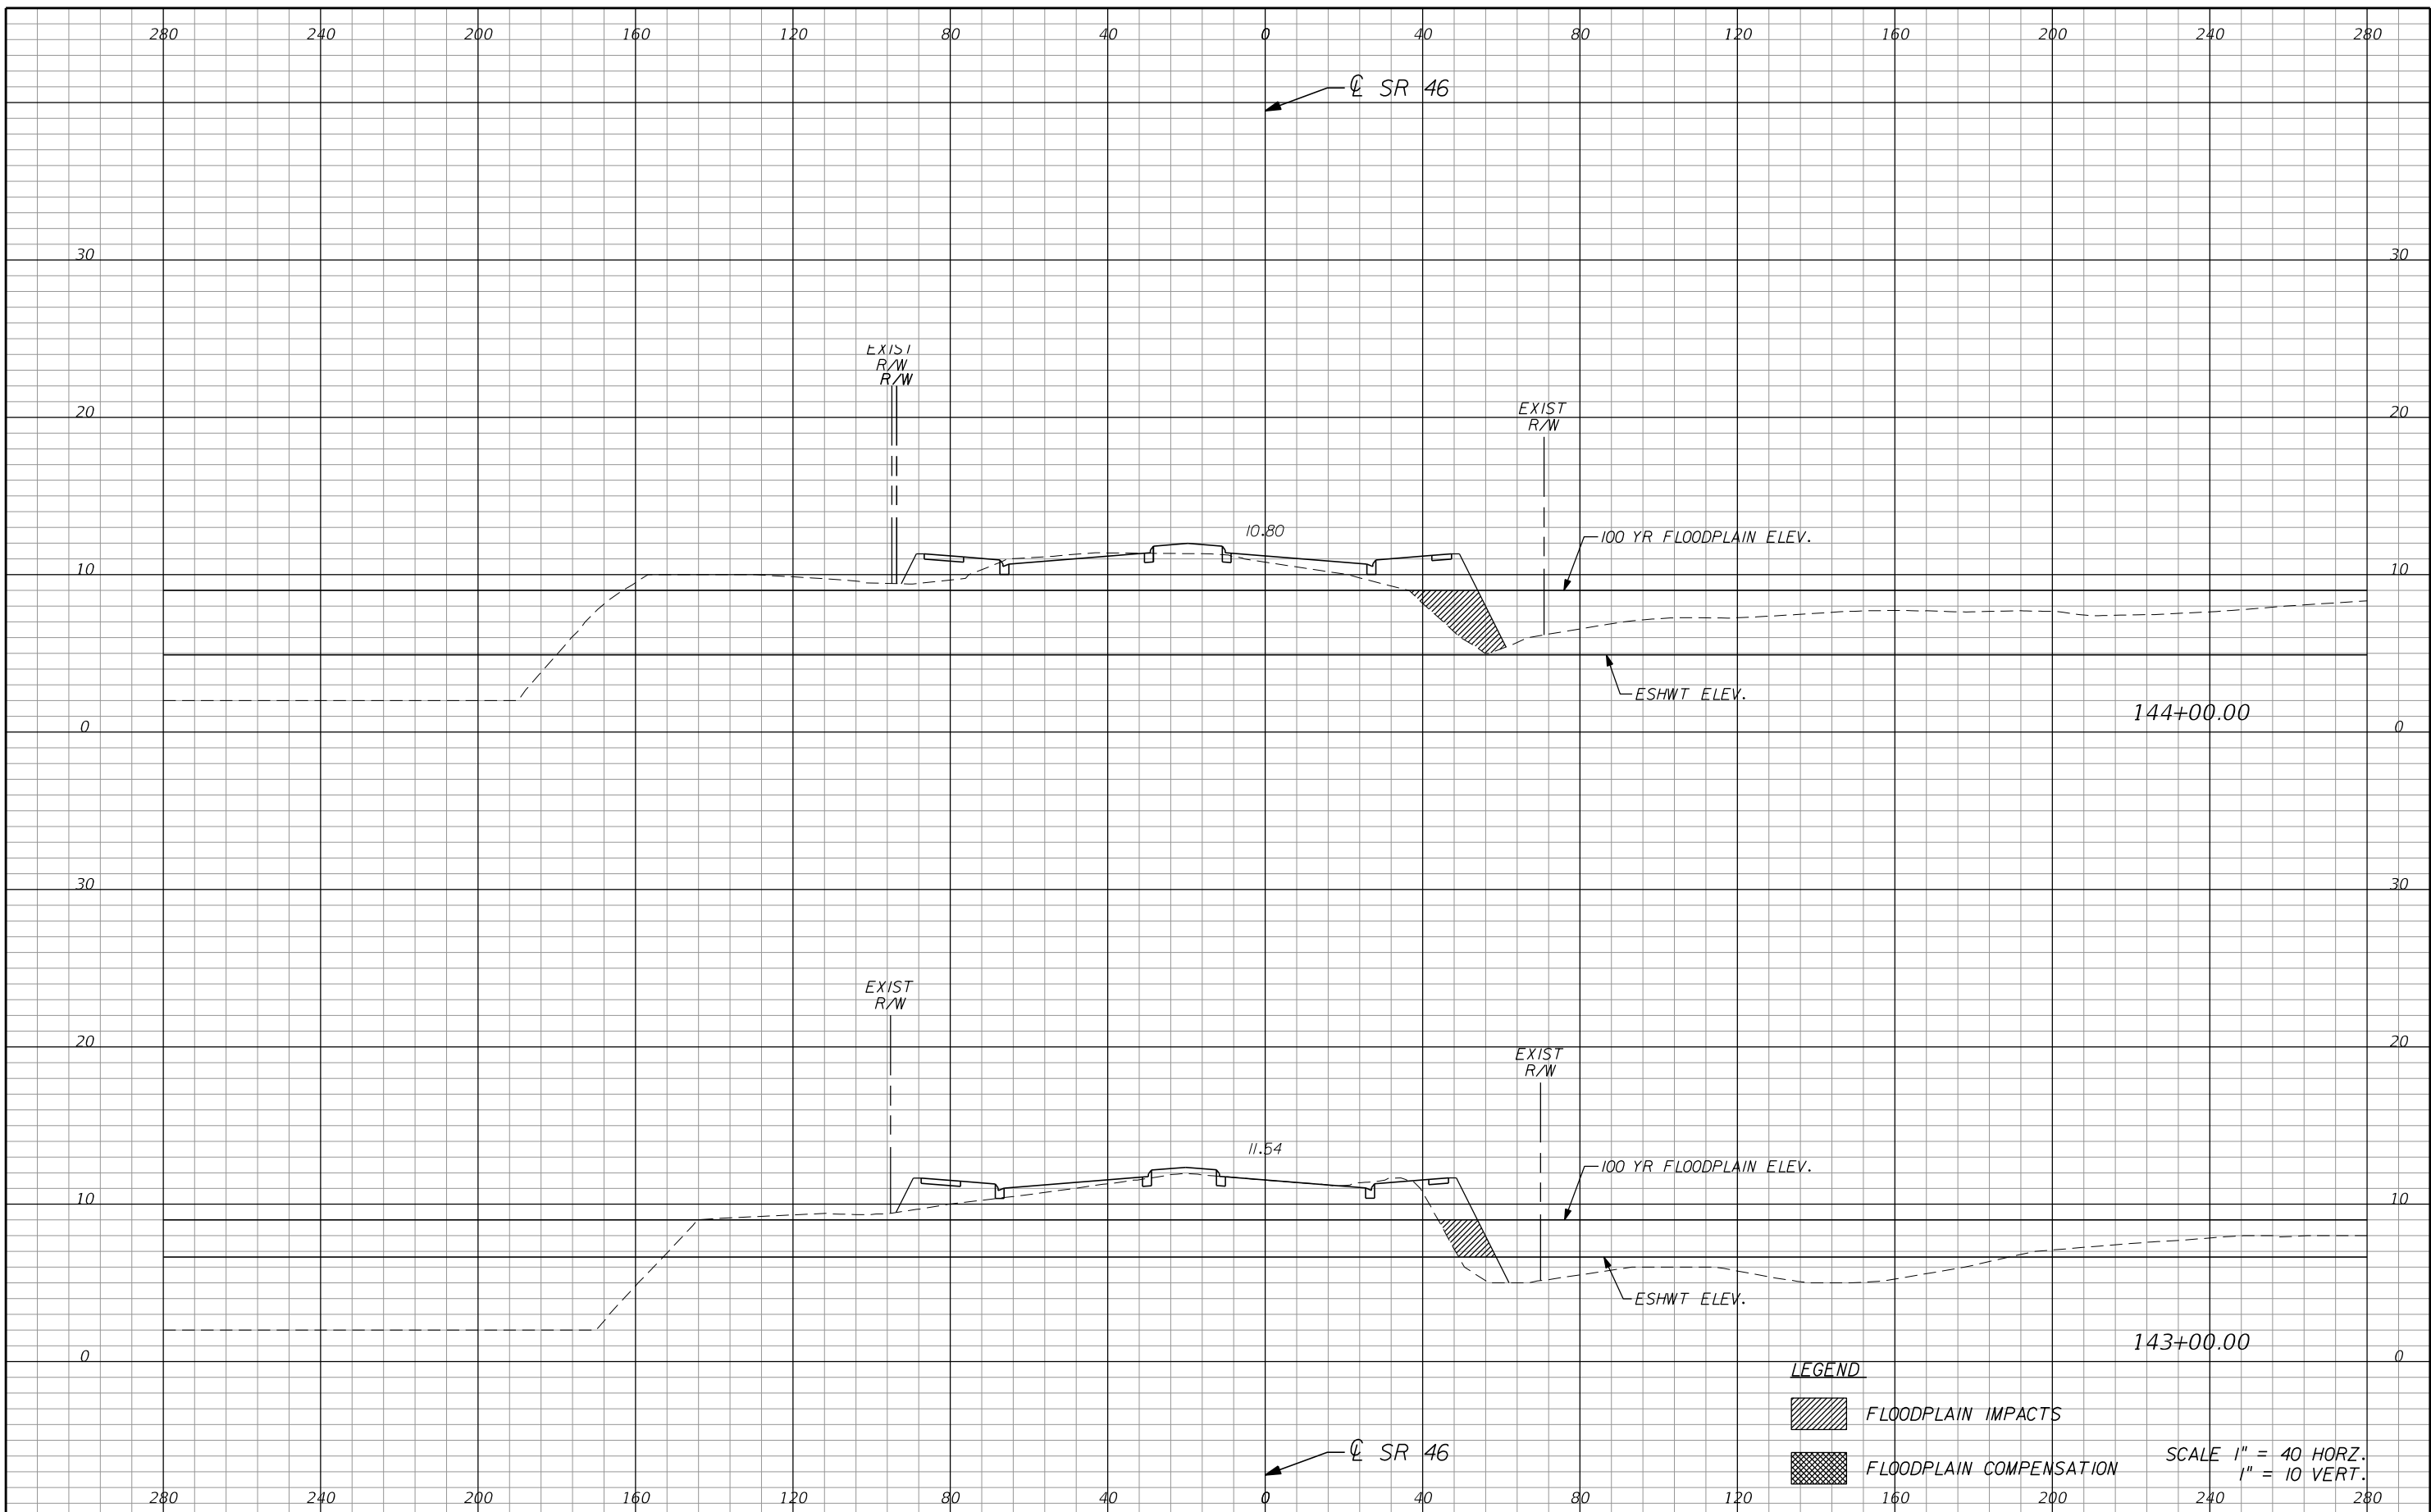 280 240 200 160 120 80 40 0 40 80 120 160 200 240 280
℄ SR 46
30 30
EXIST
R/W
R/W
20 20
EXIST
R/W
10.80
100 YR FLOODPLAIN ELEV.
10 10
ESHWT ELEV.
144+00.00
0 0
30 30
EXIST
R/W
20 20
EXIST
R/W
11.54
100 YR FLOODPLAIN ELEV.
10 10
ESHWT ELEV.
143+00.00
0 0
LEGEND
FLOODPLAIN IMPACTS
℄ SR 46
FLOODPLAIN COMPENSATION
SCALE 1" = 40 HORZ.
1" = 10 VERT.
280 240 200 160 120 80 40 0 40 80 120 160 200 240 280